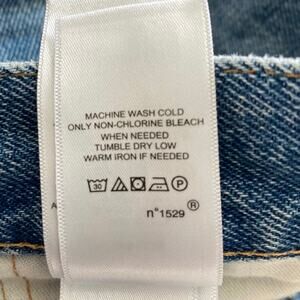 MACHINE WASH COLD
ONLY NON-CHLORINE BLEACH
WHEN NEEDED
TUMBLE DRY LOW
WARM IRON IF NEEDED
30 P
n°1529 ®